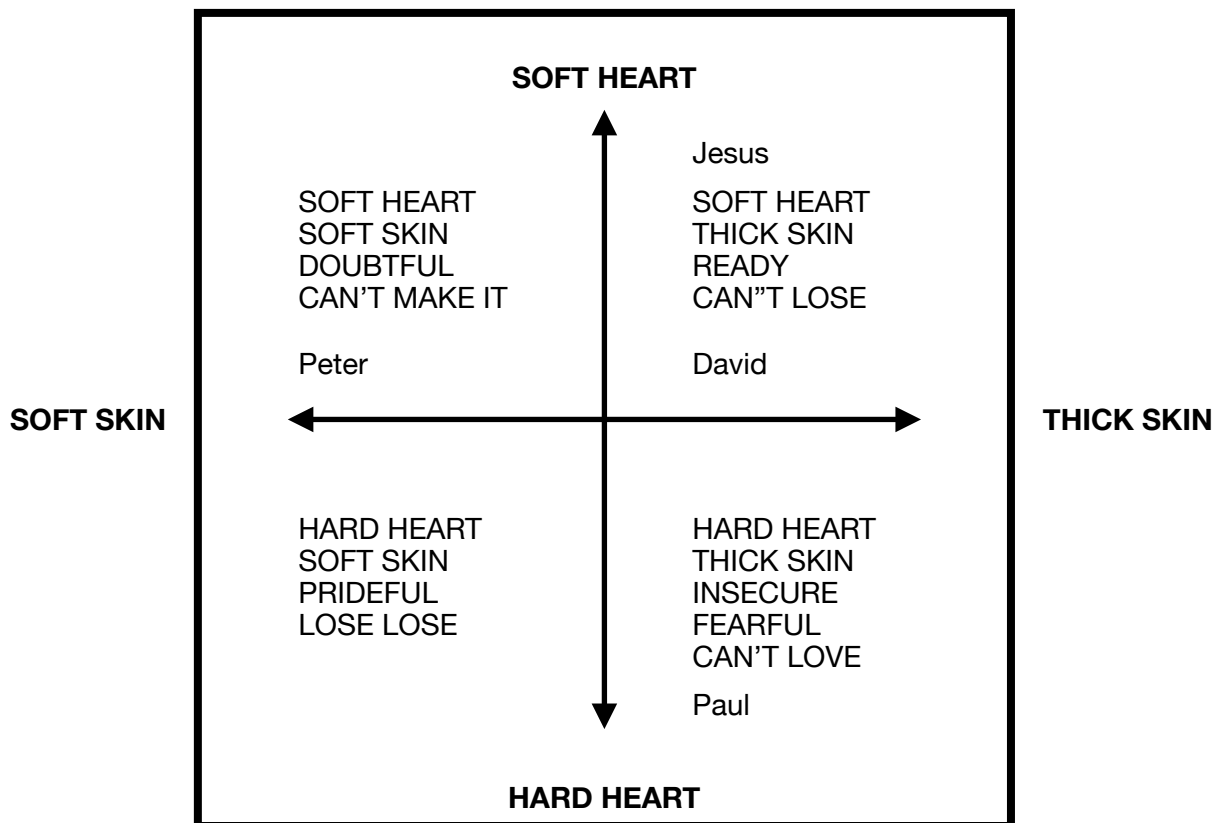 SOFT HEART
Jesus
SOFT HEART
SOFT SKIN
DOUBTFUL
CAN’T MAKE IT
Peter
SOFT HEART
THICK SKIN
READY
CAN”T LOSE
David
SOFT SKIN
THICK SKIN
HARD HEART
SOFT SKIN
PRIDEFUL
LOSE LOSE
HARD HEART
THICK SKIN
INSECURE
FEARFUL
CAN’T LOVE
Paul
HARD HEART